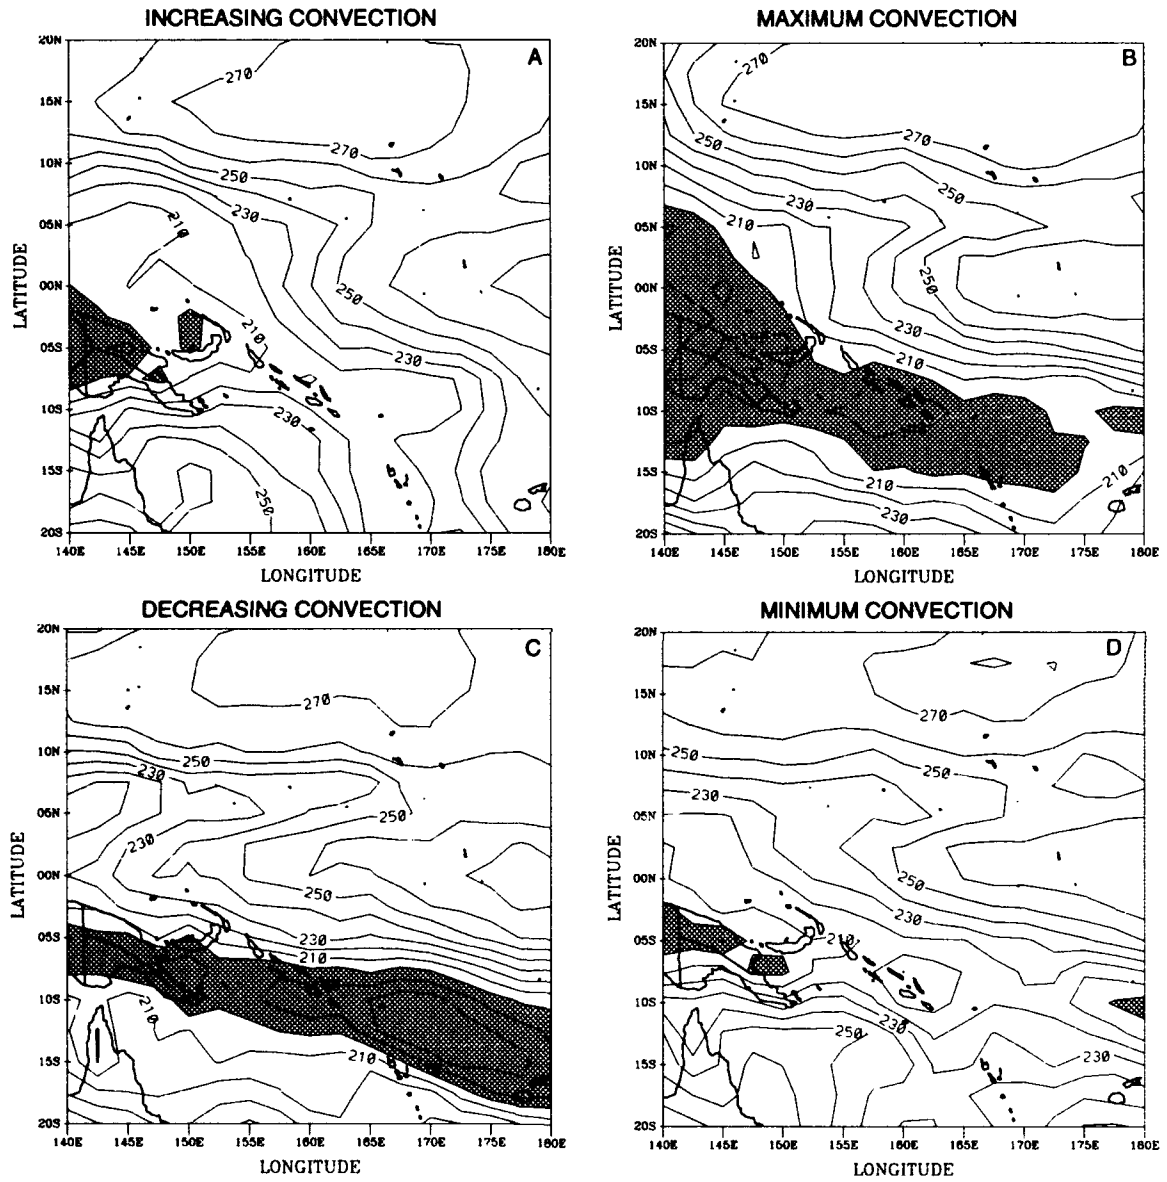 INCREASING CONVECTION
A
20N
15N
10N
05N
00N
05S
10S
15S
20S
LATITUDE
270
270
250
230
210
250
210
230
230
250
140E 145E 150E 155E 160E 165E 170E 175E 180E
LONGITUDE
MAXIMUM CONVECTION
B
20N
15N
10N
05N
00N
05S
10S
15S
20S
LATITUDE
270
270
250
250
230
210
250
230
210
210
210
230
140E 145E 150E 155E 160E 165E 170E 175E 180E
LONGITUDE
DECREASING CONVECTION
C
20N
15N
10N
05N
00N
05S
10S
15S
20S
LATITUDE
270
250
230
250
230
250
230
210
210
210
140E 145E 150E 155E 160E 165E 170E 175E 180E
LONGITUDE
MINIMUM CONVECTION
D
20N
15N
10N
05N
00N
05S
10S
15S
20S
LATITUDE
270
250
250
230
250
230
210
230
250
230
140E 145E 150E 155E 160E 165E 170E 175E 180E
LONGITUDE